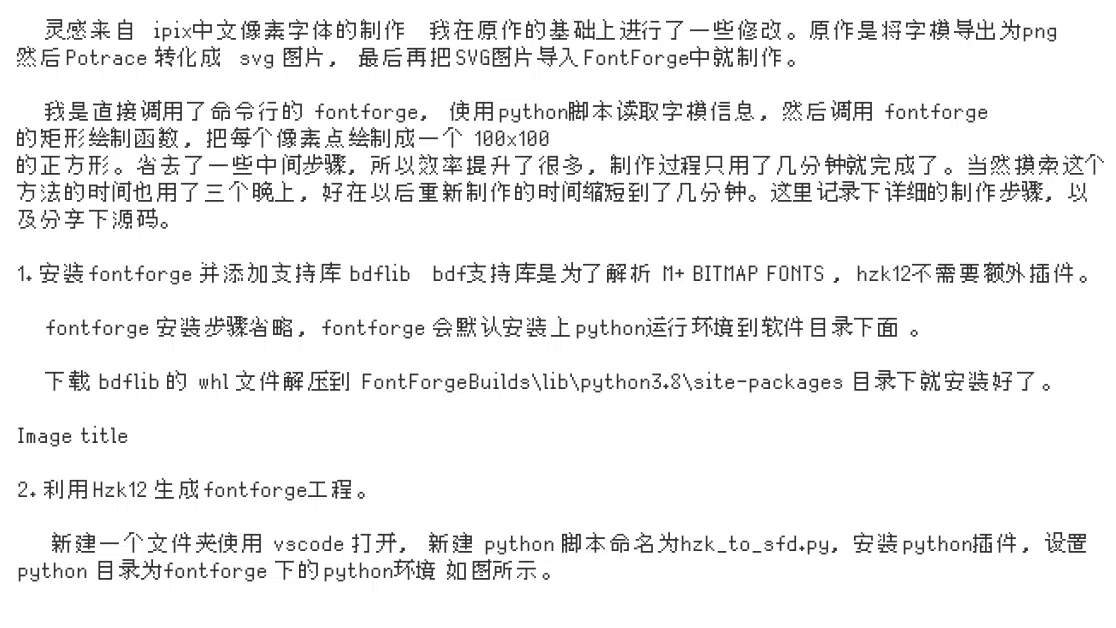 灵感来自 ipix中文像素字体的制作 我在原作的基础上进行了一些修改。原作是将字模导出为png
然后Potrace 转化成 svg 图片, 最后再把SVG图片导入FontForge中就制作。
我是直接调用了命令行的 fontforge, 使用python脚本读取字模信息,然后调用 fontforge
的矩形绘制函数,把每个像素点绘制成一个 100x100
的正方形。省去了一些中间步骤,所以效率提升了很多,制作过程只用了几分钟就完成了。当然摸索这个
方法的时间也用了三个晚上,好在以后重新制作的时间缩短到了几分钟。这里记录下详细的制作步骤,以
及分享下源码。
1. 安装fontforge 并添加支持库 bdflib bdf支持库是为了解析 M+ BITMAP FONTS , hzk12不需要额外插件。
fontforge 安装步骤省略, fontforge 会默认安装上python运行环境到软件目录下面 。
下载 bdflib 的 whl 文件解压到 FontForgeBuilds\lib\python3.8\site-packages 目录下就安装好了。
Image title
2. 利用Hzk12 生成fontforge工程。
新建一个文件夹使用 vscode 打开, 新建 python 脚本命名为hzk_to_sfd.py, 安装python插件, 设置
python 目录为fontforge 下的python环境 如图所示。